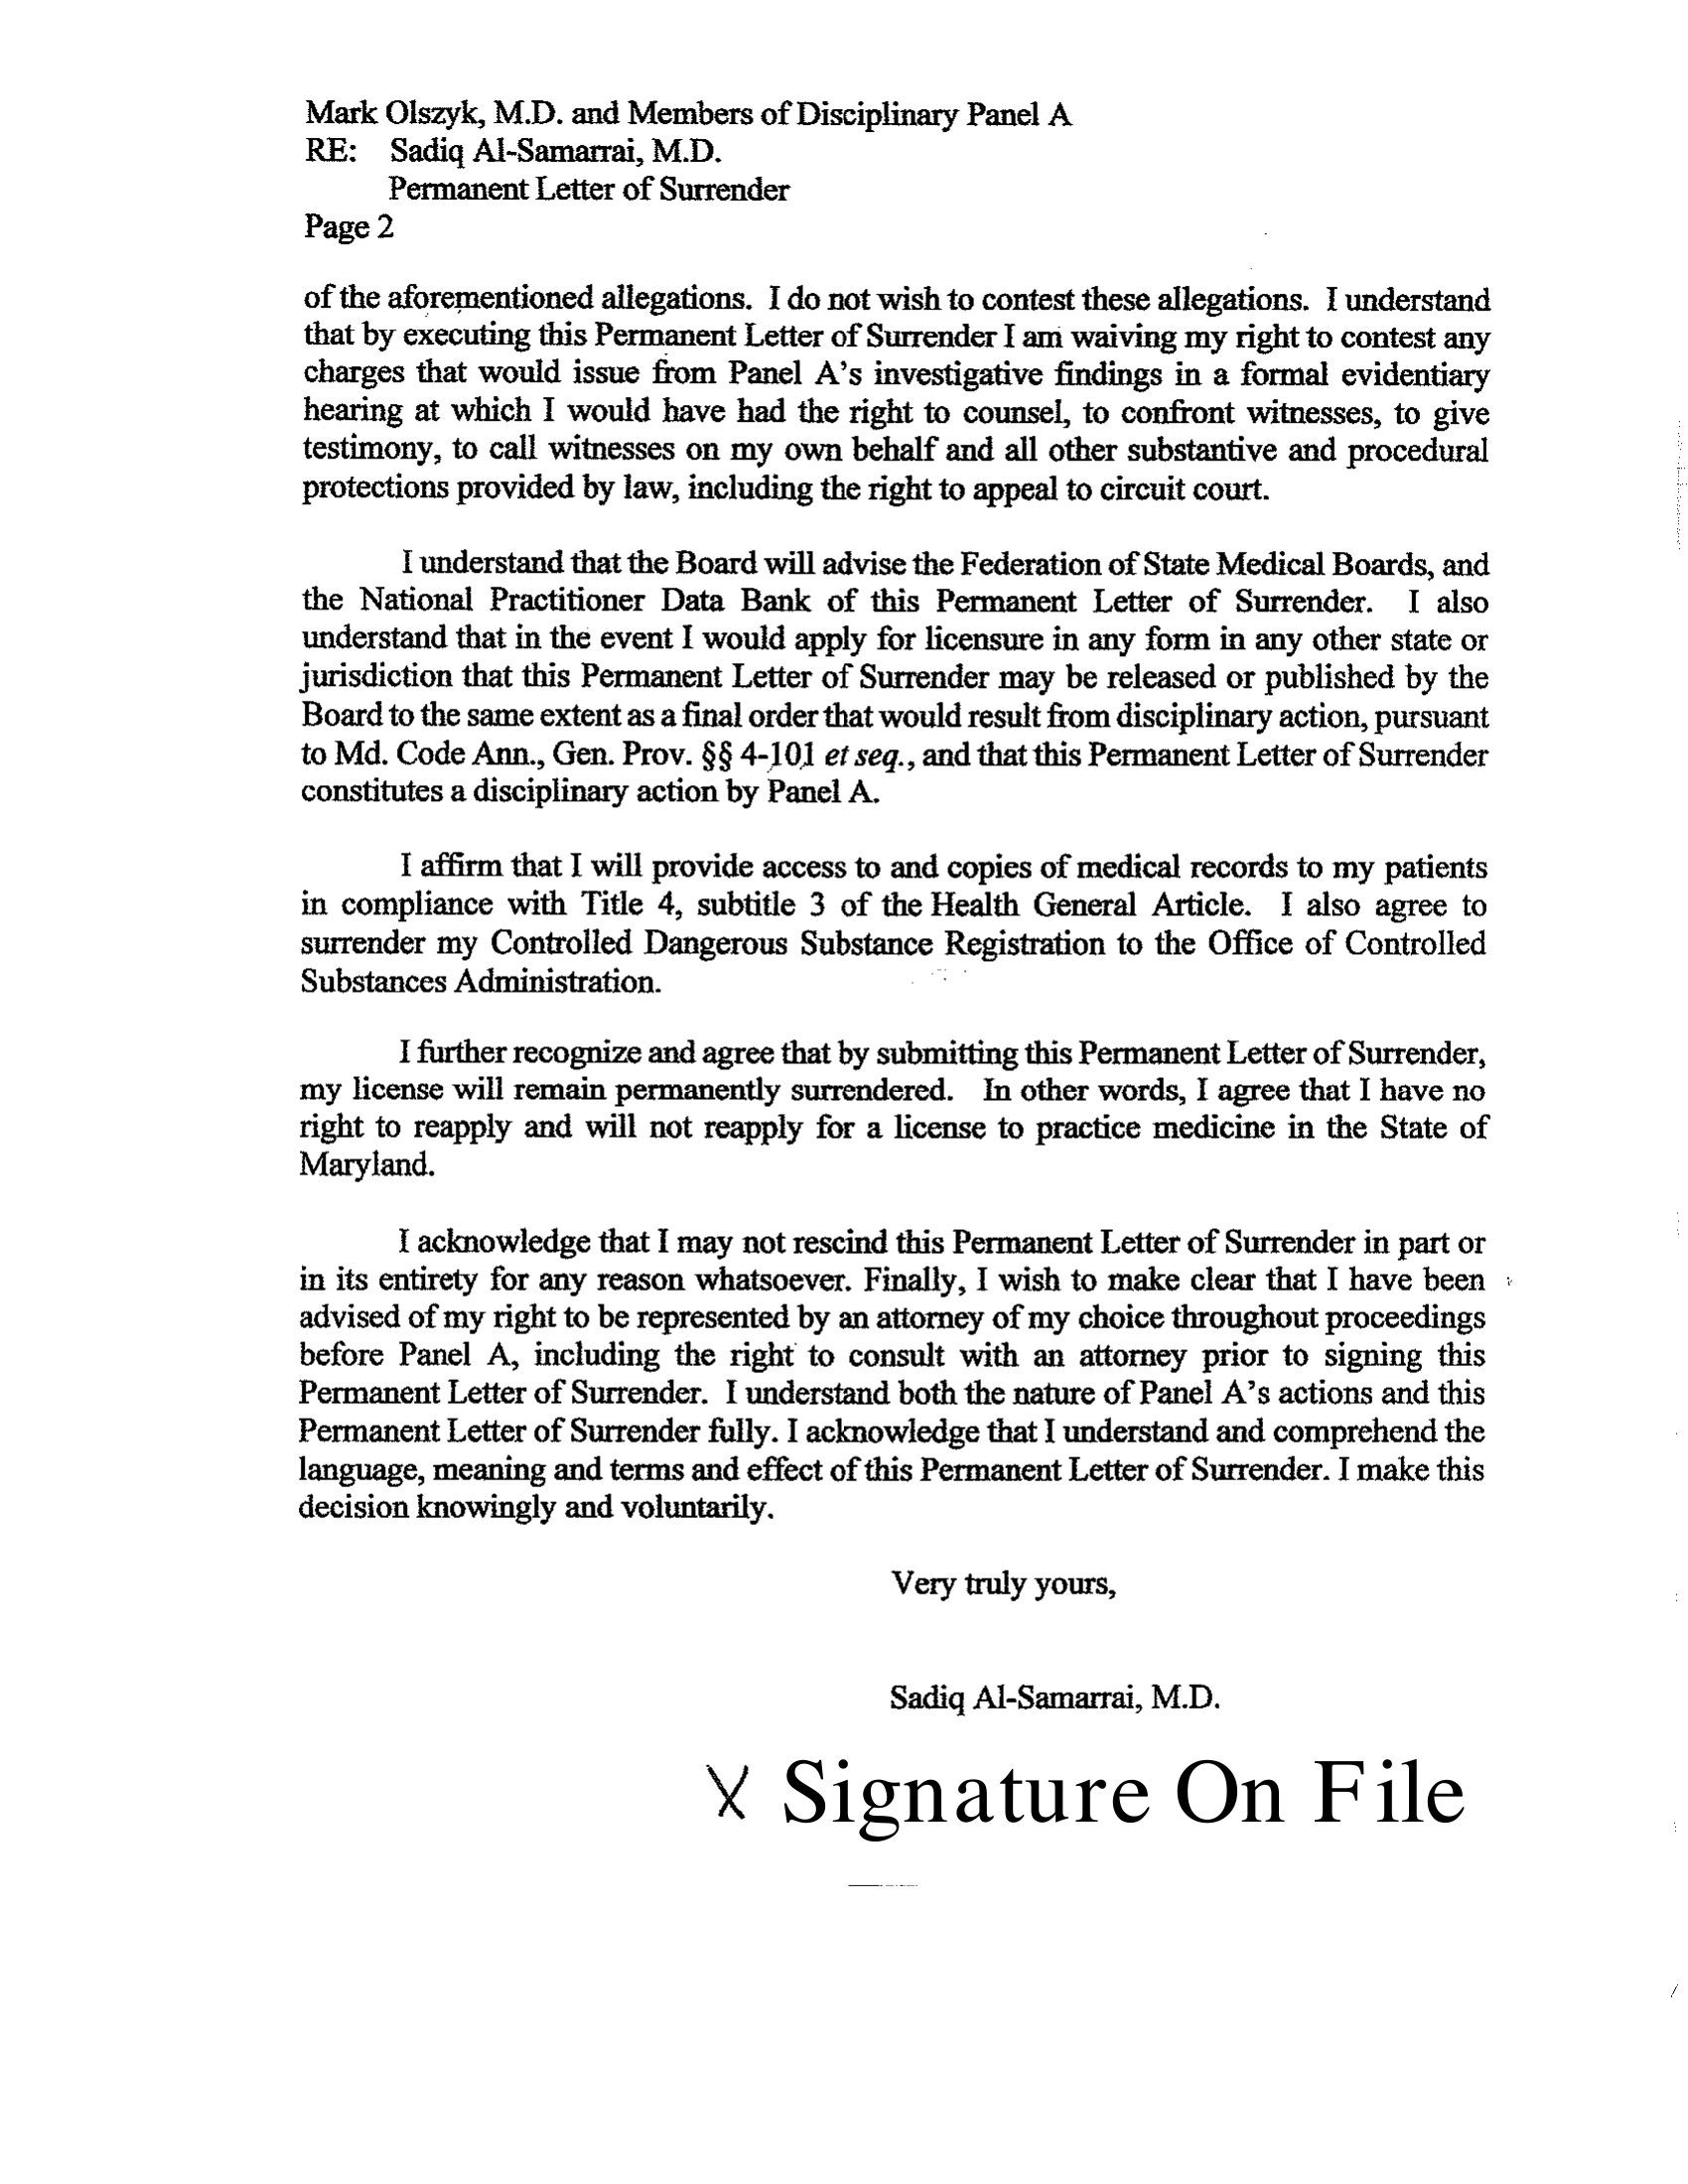 Mark Olszyk, M.D. and Members of Disciplinary Panel A
RE: Sadiq Al-Samarrai, M.D.
Permanent Letter of Surrender
Page 2
of the aforementioned allegations. I do not wish to contest these allegations. I understand
that by executing this Permanent Letter of Surrender I am waiving my right to contest any
charges that would issue from Panel A's investigative findings in a formal evidentiary
hearing at which I would have had the right to counsel, to confront witnesses, to give
testimony, to call witnesses on my own behalf and all other substantive and procedural
protections provided by law, including the right to appeal to circuit court.
I understand that the Board will advise the Federation of State Medical Boards, and
the National Practitioner Data Bank of this Permanent Letter of Surrender. I also
understand that in the event I would apply for licensure in any form in any other state or
jurisdiction that this Permanent Letter of Surrender may be released or published by the
Board to the same extent as a final order that would result from disciplinary action, pursuant
to Md. Code Ann., Gen. Prov. §§ 4-101 et seq., and that this Permanent Letter of Surrender
constitutes a disciplinary action by Panel A.
I affirm that I will provide access to and copies of medical records to my patients
in compliance with Title 4, subtitle 3 of the Health General Article. I also agree to
surrender my Controlled Dangerous Substance Registration to the Office of Controlled
Substances Administration.
I further recognize and agree that by submitting this Permanent Letter of Surrender,
my license will remain permanently surrendered. In other words, I agree that I have no
right to reapply and will not reapply for a license to practice medicine in the State of
Maryland.
I acknowledge that I may not rescind this Permanent Letter of Surrender in part or
in its entirety for any reason whatsoever. Finally, I wish to make clear that I have been
advised of my right to be represented by an attorney of my choice throughout proceedings
before Panel A, including the right to consult with an attorney prior to signing this
Permanent Letter of Surrender. I understand both the nature of Panel A's actions and this
Permanent Letter of Surrender fully. I acknowledge that I understand and comprehend the
language, meaning and terms and effect of this Permanent Letter of Surrender. I make this
decision knowingly and voluntarily.
Very truly yours,
Sadiq Al-Samarrai, M.D.
X Signature On File